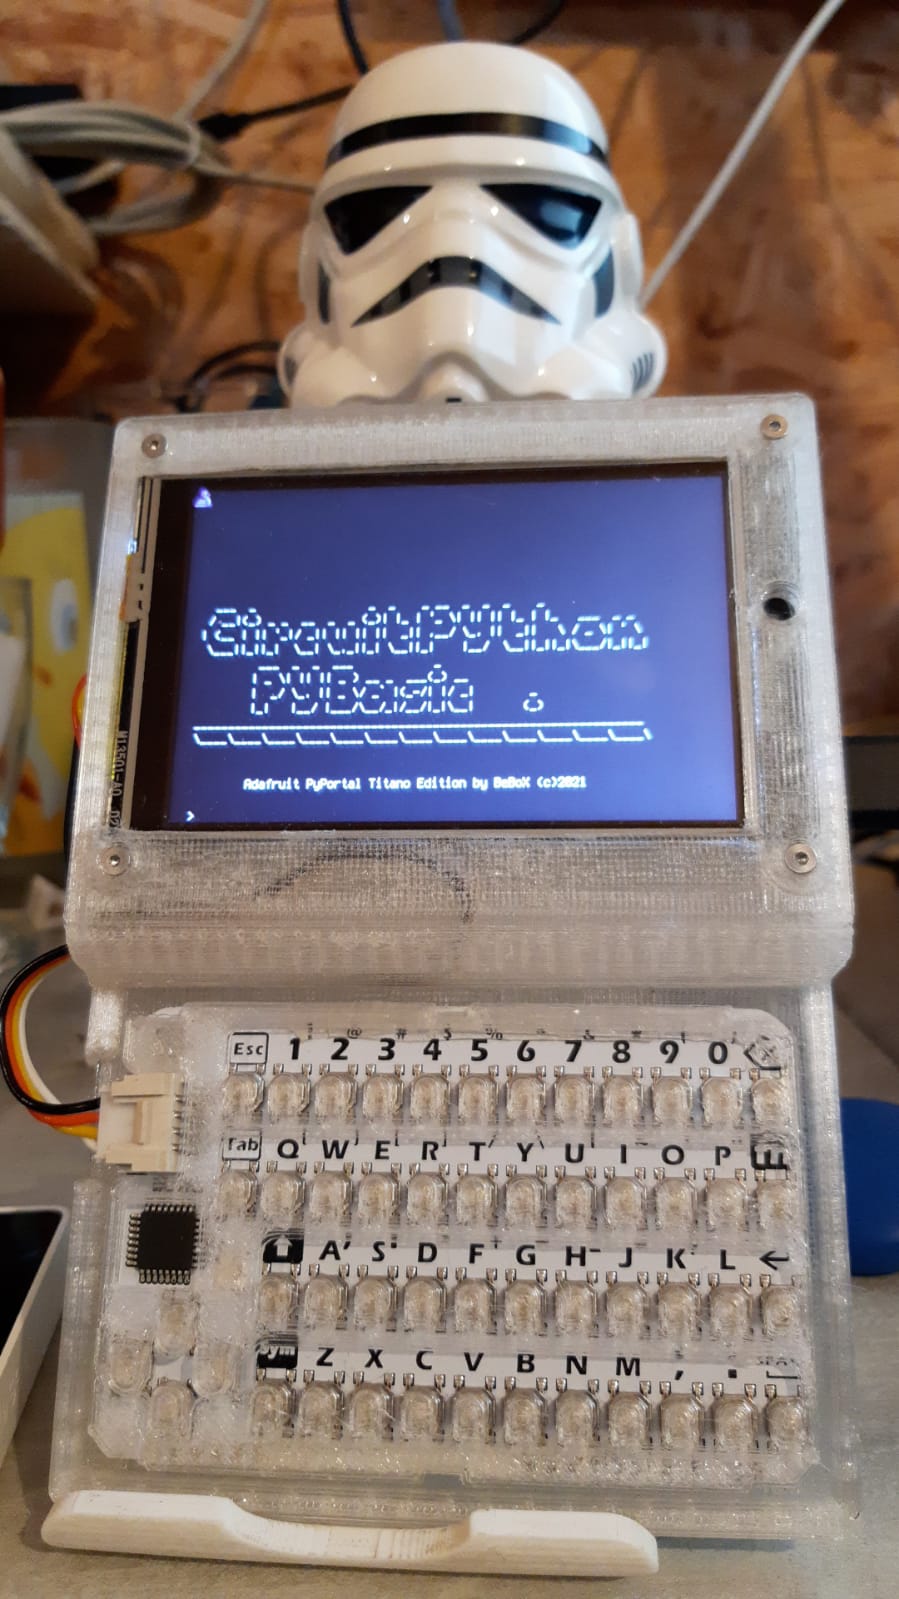 CircuitPython
PYBasic
Adafruit PyPortal Titano Edition by BeBoX (c)2021
>
Esc 1 2 3 4 5 6 7 8 9 0
Tab Q W E R T Y U I O P
A S D F G H J K L ←
Sym Z X C V B N M , .